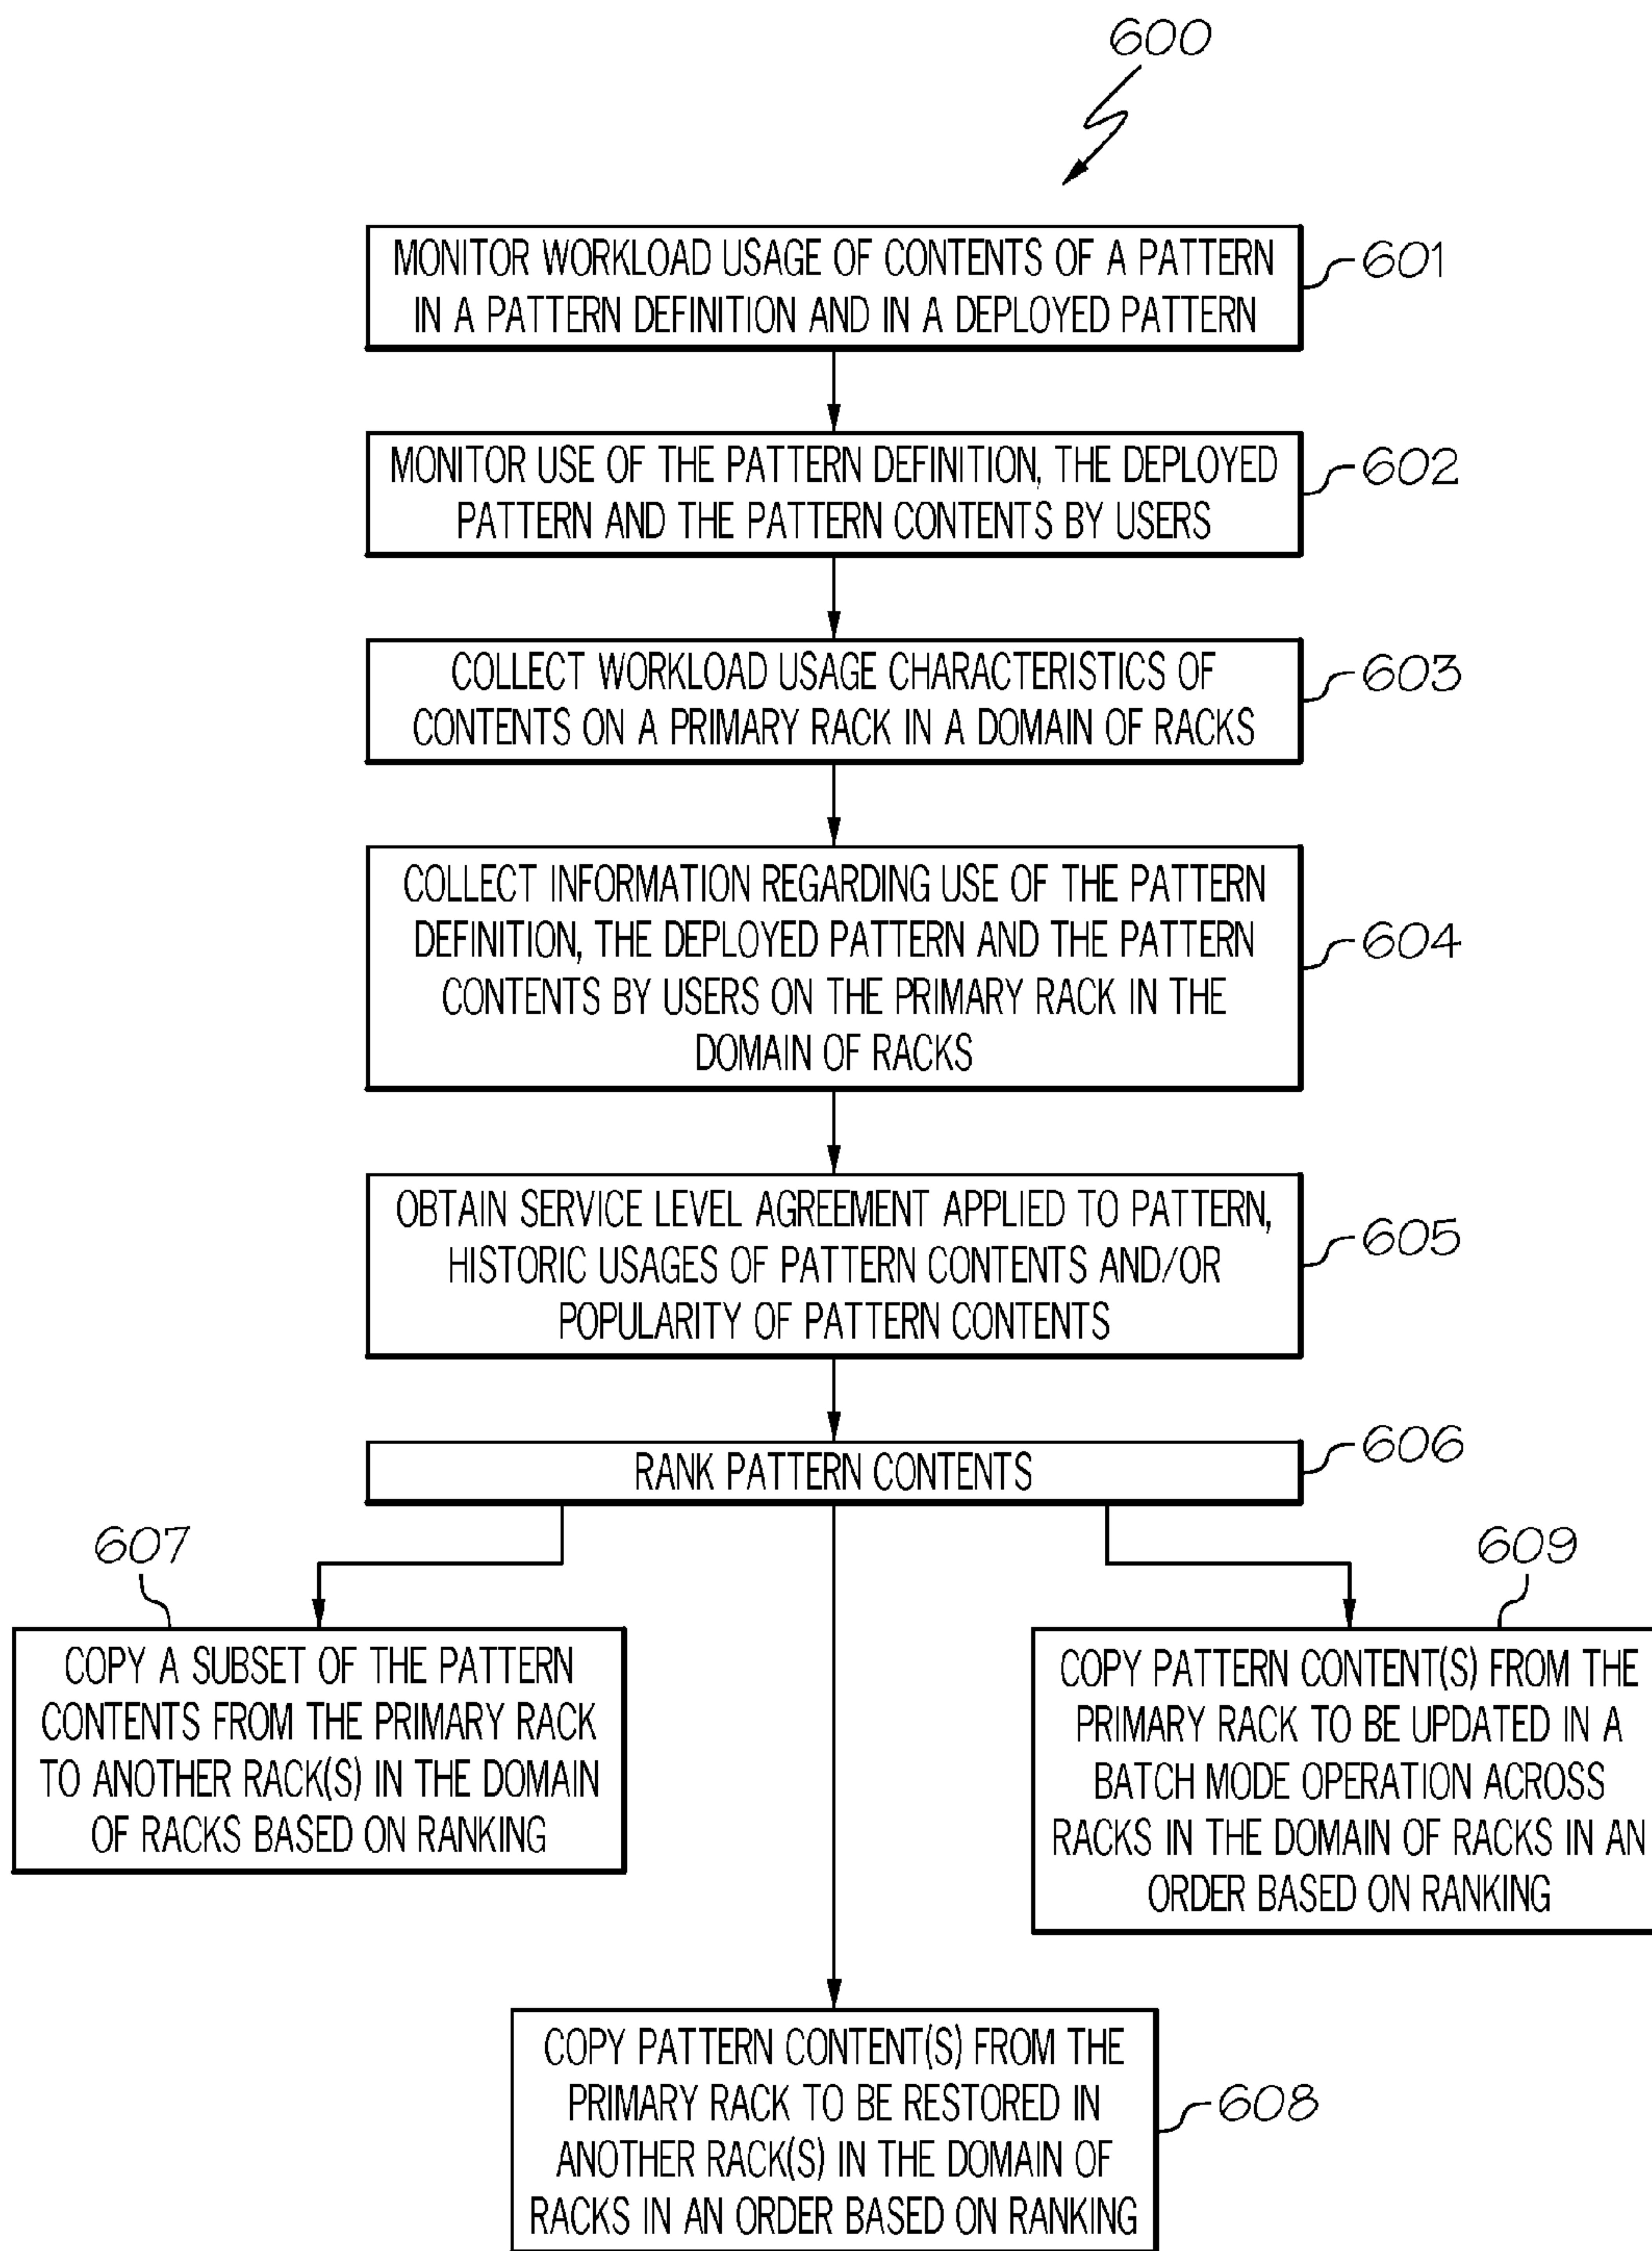 600
MONITOR WORKLOAD USAGE OF CONTENTS OF A PATTERN
IN A PATTERN DEFINITION AND IN A DEPLOYED PATTERN
601
MONITOR USE OF THE PATTERN DEFINITION, THE DEPLOYED
PATTERN AND THE PATTERN CONTENTS BY USERS
602
COLLECT WORKLOAD USAGE CHARACTERISTICS OF
CONTENTS ON A PRIMARY RACK IN A DOMAIN OF RACKS
603
COLLECT INFORMATION REGARDING USE OF THE PATTERN
DEFINITION, THE DEPLOYED PATTERN AND THE PATTERN
CONTENTS BY USERS ON THE PRIMARY RACK IN THE
DOMAIN OF RACKS
604
OBTAIN SERVICE LEVEL AGREEMENT APPLIED TO PATTERN,
HISTORIC USAGES OF PATTERN CONTENTS AND/OR
POPULARITY OF PATTERN CONTENTS
605
RANK PATTERN CONTENTS
606
607
COPY A SUBSET OF THE PATTERN
CONTENTS FROM THE PRIMARY RACK
TO ANOTHER RACK(S) IN THE DOMAIN
OF RACKS BASED ON RANKING
609
COPY PATTERN CONTENT(S) FROM THE
PRIMARY RACK TO BE UPDATED IN A
BATCH MODE OPERATION ACROSS
RACKS IN THE DOMAIN OF RACKS IN AN
ORDER BASED ON RANKING
COPY PATTERN CONTENT(S) FROM THE
PRIMARY RACK TO BE RESTORED IN
ANOTHER RACK(S) IN THE DOMAIN OF
RACKS IN AN ORDER BASED ON RANKING
608